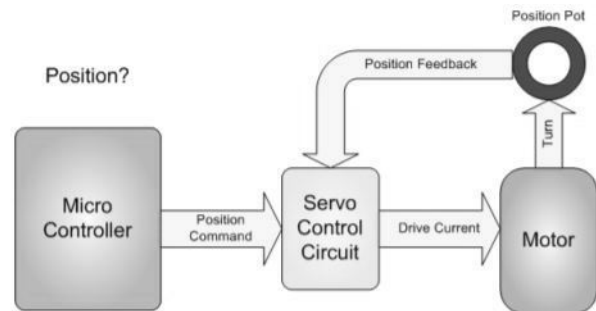 Position Pot
Position Feedback
Position?
Turn
Micro
Controller
Position
Command
Servo
Control
Circuit
Drive Current
Motor